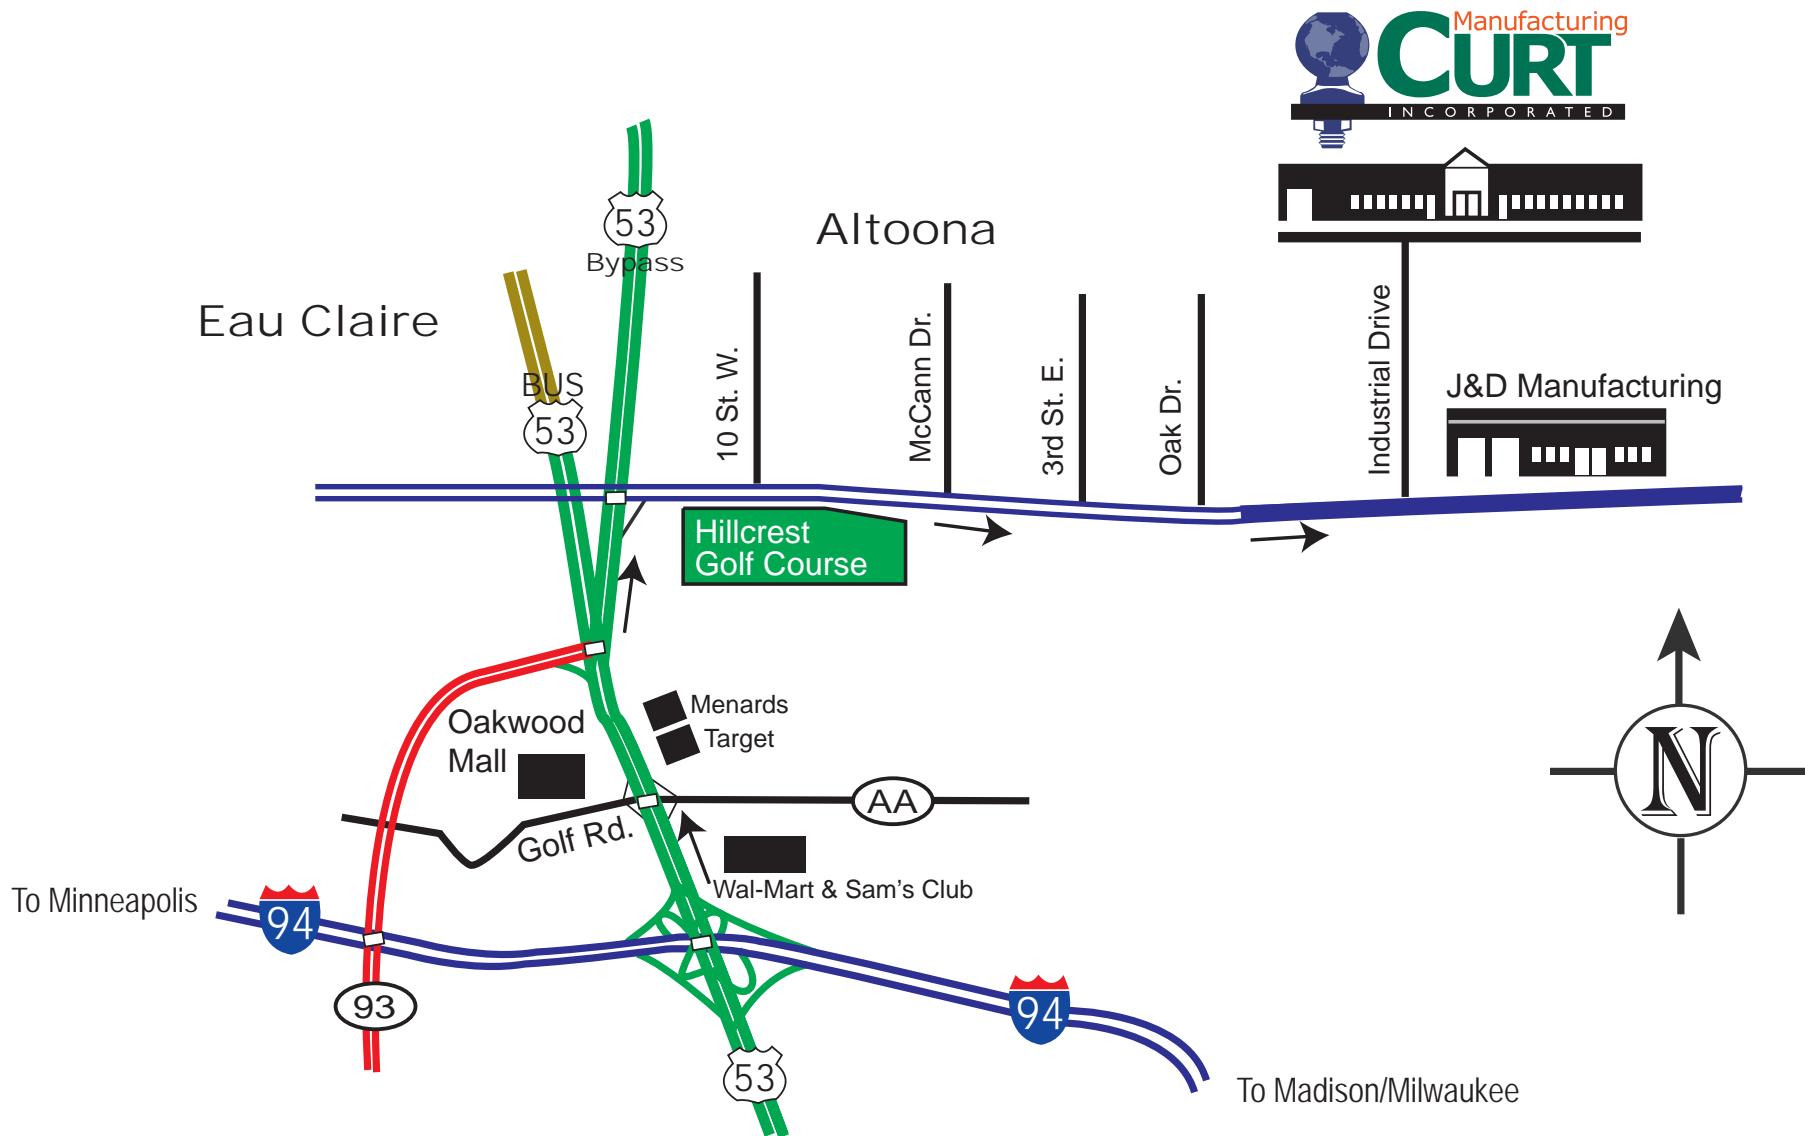 Manufacturing
CURT
INCORPORATED
53
Bypass
Altoona
Eau Claire
BUS
53
10 St. W.
McCann Dr.
3rd St. E.
Oak Dr.
Industrial Drive
J&D Manufacturing
Hillcrest
Golf Course
Menards
Target
Oakwood
Mall
AA
Golf Rd.
N
Wal-Mart & Sam's Club
To Minneapolis
94
93
94
53
To Madison/Milwaukee